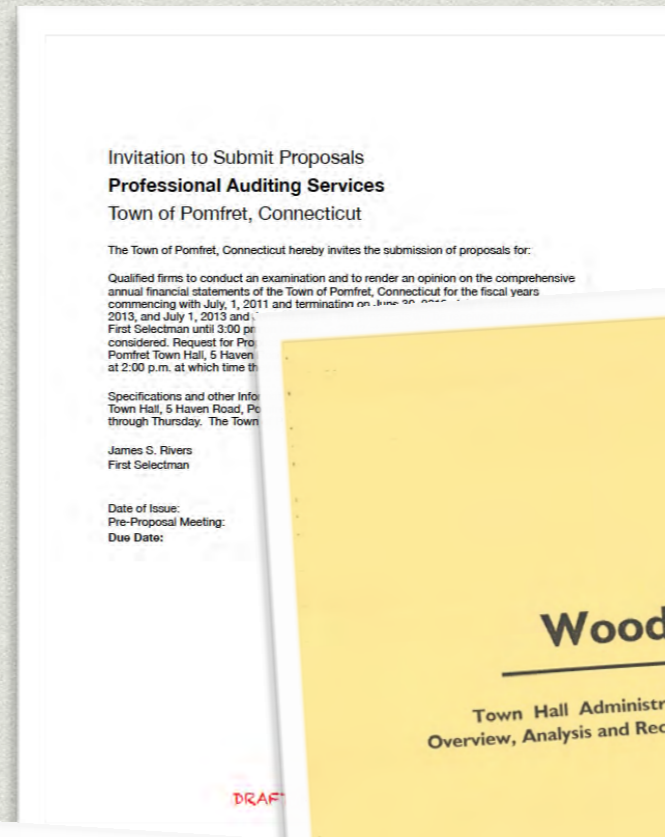 Invitation to Submit Proposals
Professional Auditing Services
Town of Pomfret, Connecticut
The Town of Pomfret, Connecticut hereby invites the submission of proposals for:
Qualified firms to conduct an examination and to render an opinion on the comprehensive
annual financial statements of the Town of Pomfret, Connecticut for the fiscal years
commencing with July, 1, 2011 and terminating on June 30,
2013, and July 1, 2013 and
First Selectman until 3:00
considered. Request for
Pomfret Town Hall, 5 Haven
at 2:00 p.m. at which time
Specifications and other
Town Hall, 5 Haven Road,
through Thursday. The Town
James S. Rivers
First Selectman
Date of Issue:
Pre-Proposal Meeting:
Due Date:
Wood
Town Hall
Overview, Analysis and
DRAF